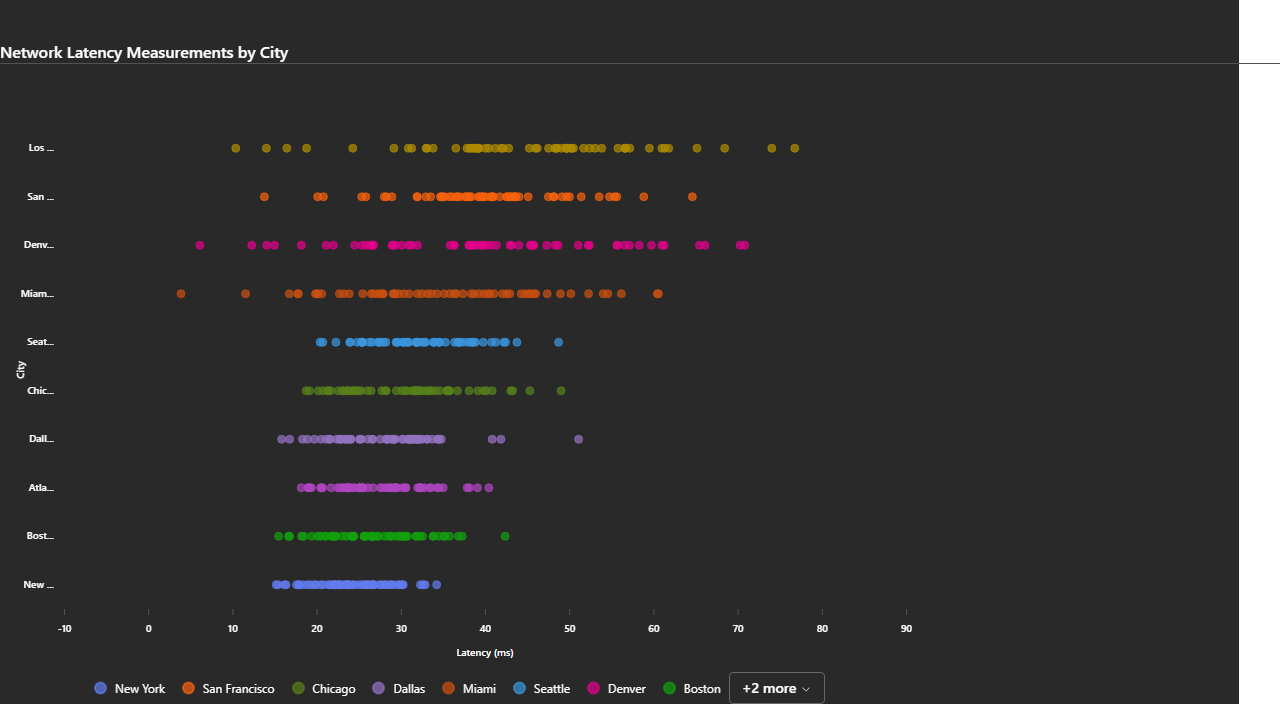 Network Latency Measurements by City
Los ...
San ...
Denv...
Miam...
Seat...
City
Chic...
Dall...
Atla...
Bost...
New ...
-10 0 10 20 30 40 50 60 70 80 90
Latency (ms)
New York San Francisco Chicago Dallas Miami Seattle Denver Boston +2 more